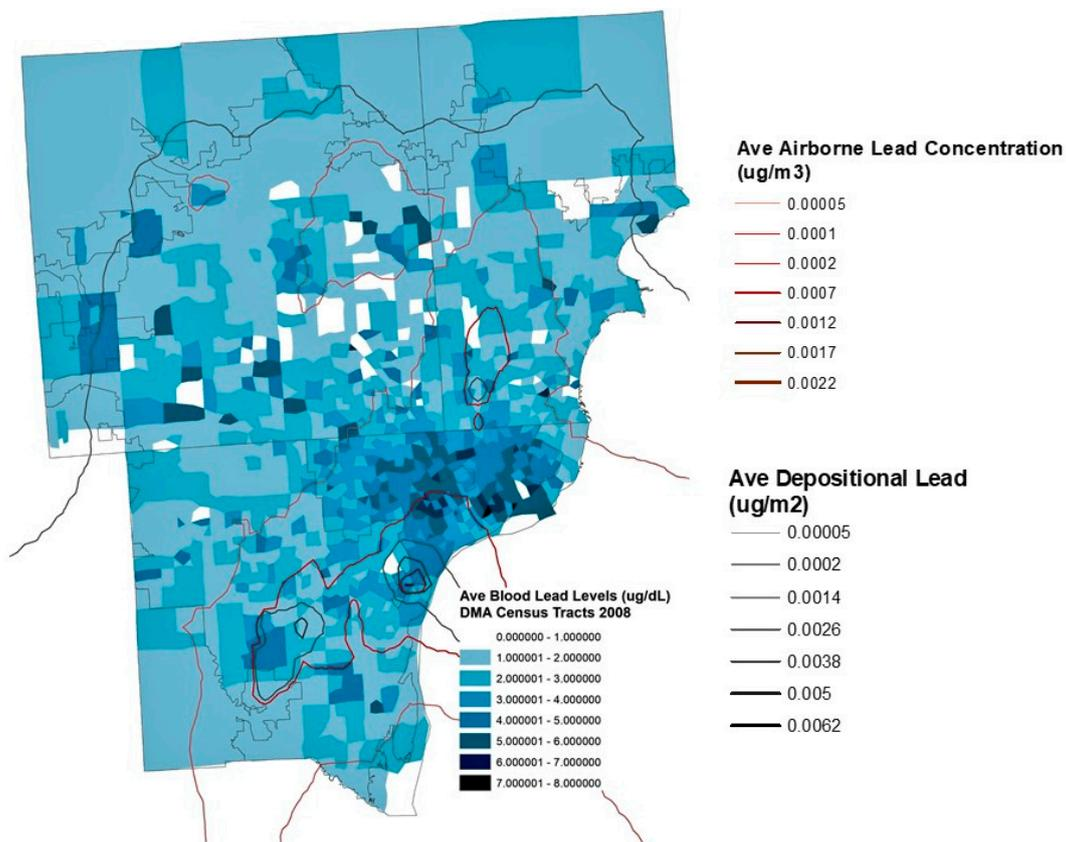 Ave Airborne Lead Concentration
(ug/m3)
0.00005
0.0001
0.0002
0.0007
0.0012
0.0017
0.0022
Ave Depositional Lead
(ug/m2)
0.00005
0.0002
0.0014
0.0026
0.0038
0.005
0.0062
Ave Blood Lead Levels (ug/dL)
DMA Census Tracts 2008
0.000000 - 1.000000
1.000001 - 2.000000
2.000001 - 3.000000
3.000001 - 4.000000
4.000001 - 5.000000
5.000001 - 6.000000
6.000001 - 7.000000
7.000001 - 8.000000